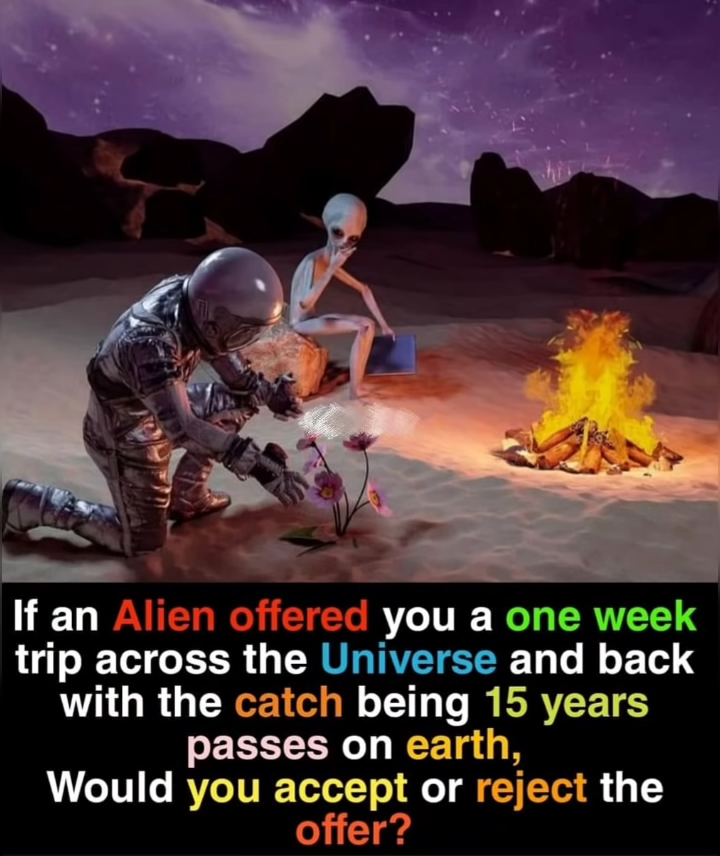 If an Alien offered you a one week
trip across the Universe and back
with the catch being 15 years
passes on earth,
Would you accept or reject the
offer?